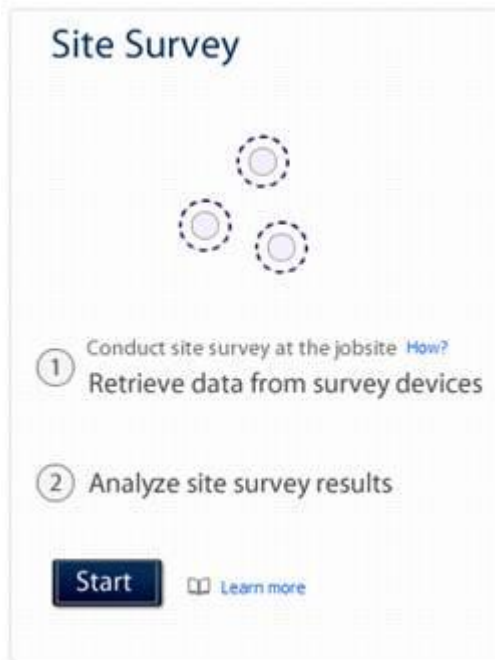 Site Survey
Conduct site survey at the jobsite How?
1
Retrieve data from survey devices
2 Analyze site survey results
Start
Learn more